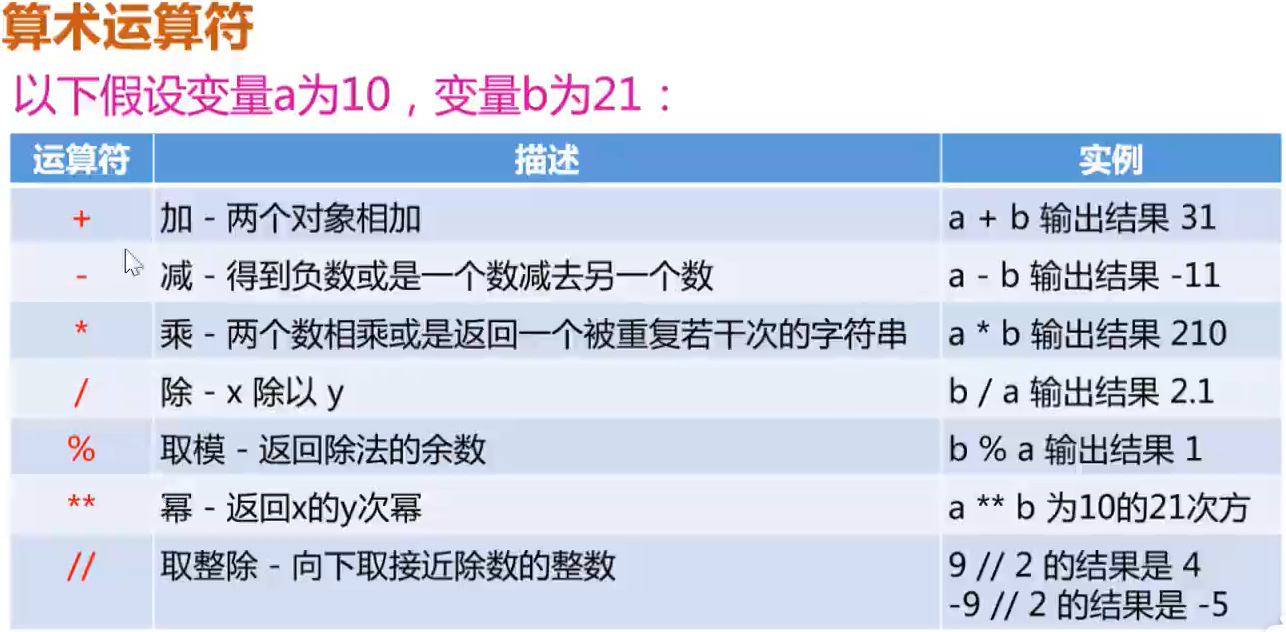 算术运算符
以下假设变量a为10，变量b为21：
运算符 描述 实例
+ 加 - 两个对象相加 a + b 输出结果 31
- 减 - 得到负数或是一个数减去另一个数 a - b 输出结果 -11
* 乘 - 两个数相乘或是返回一个被重复若干次的字符串 a * b 输出结果 210
/ 除 - x 除以 y b / a 输出结果 2.1
% 取模 - 返回除法的余数 b % a 输出结果 1
** 幂 - 返回x的y次幂 a ** b 为10的21次方
// 取整除 - 向下取接近除数的整数 9 // 2 的结果是 4
-9 // 2 的结果是 -5